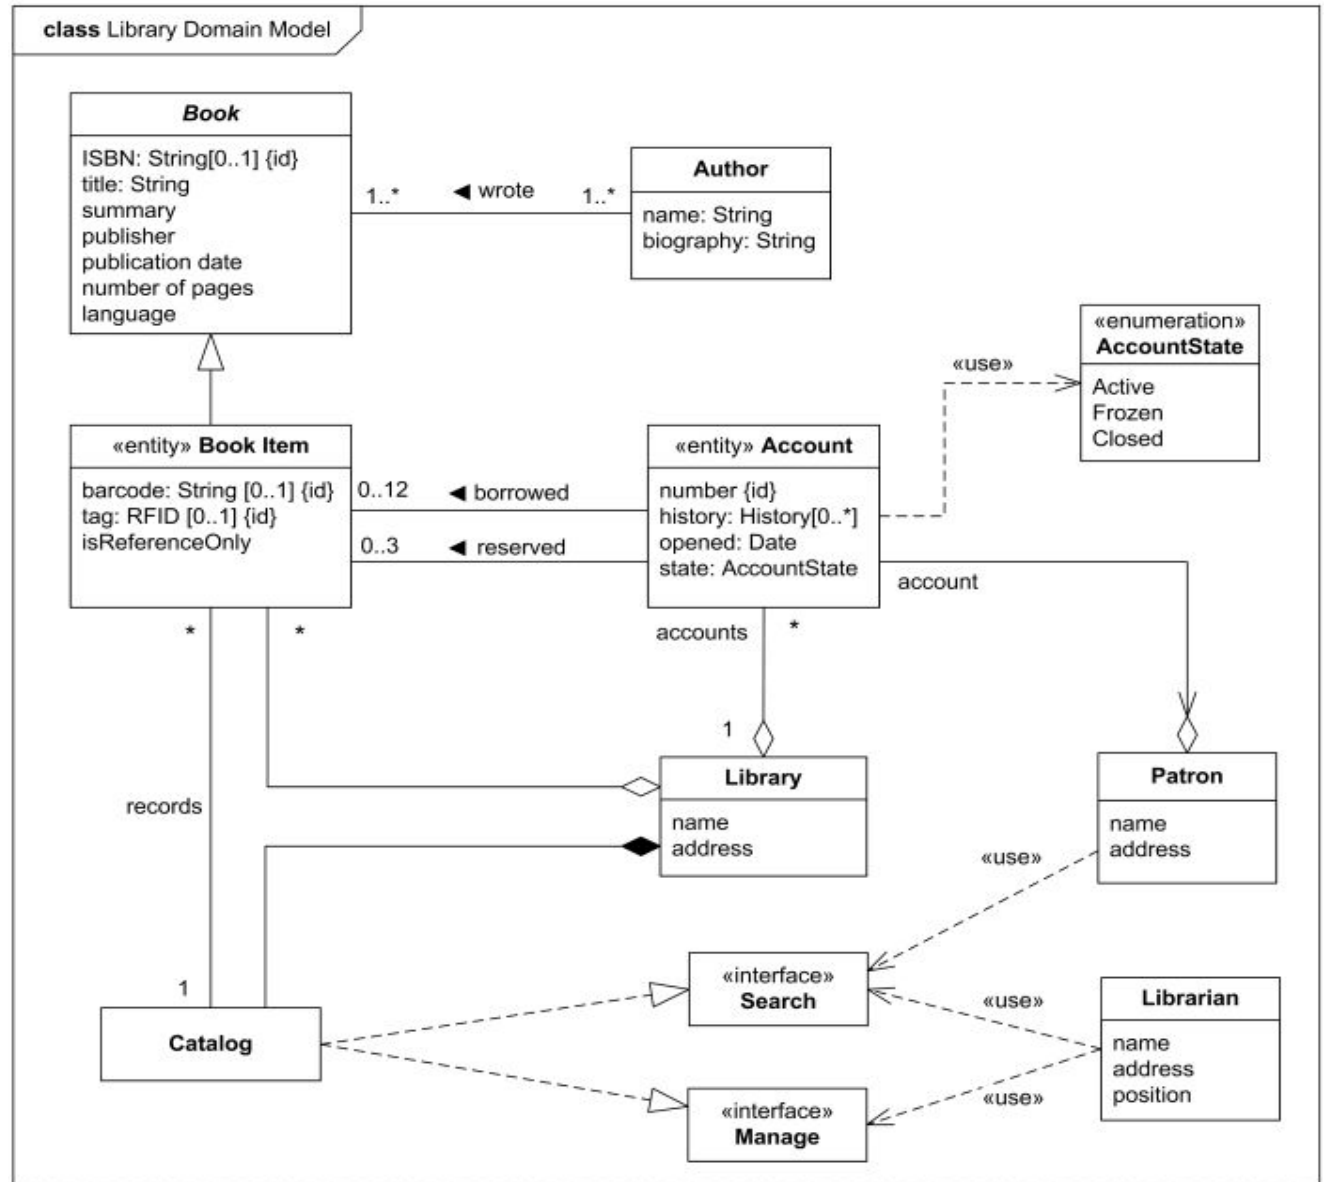 class Library Domain Model
Book
ISBN: String[0..1] {id}
title: String
summary
publisher
publication date
number of pages
language
1..* ◀ wrote 1..*
Author
name: String
biography: String
«enumeration»
AccountState
Active
Frozen
Closed
«use»
«entity» Book Item
barcode: String [0..1] {id}
tag: RFID [0..1] {id}
isReferenceOnly
0..12 ◀ borrowed
0..3 ◀ reserved
«entity» Account
number {id}
history: History[0..*]
opened: Date
state: AccountState
account
* *
accounts *
1
Library
name
address
Patron
name
address
records
1
«use»
Catalog
«interface»
Search
«use»
Librarian
name
address
position
«interface»
Manage
«use»